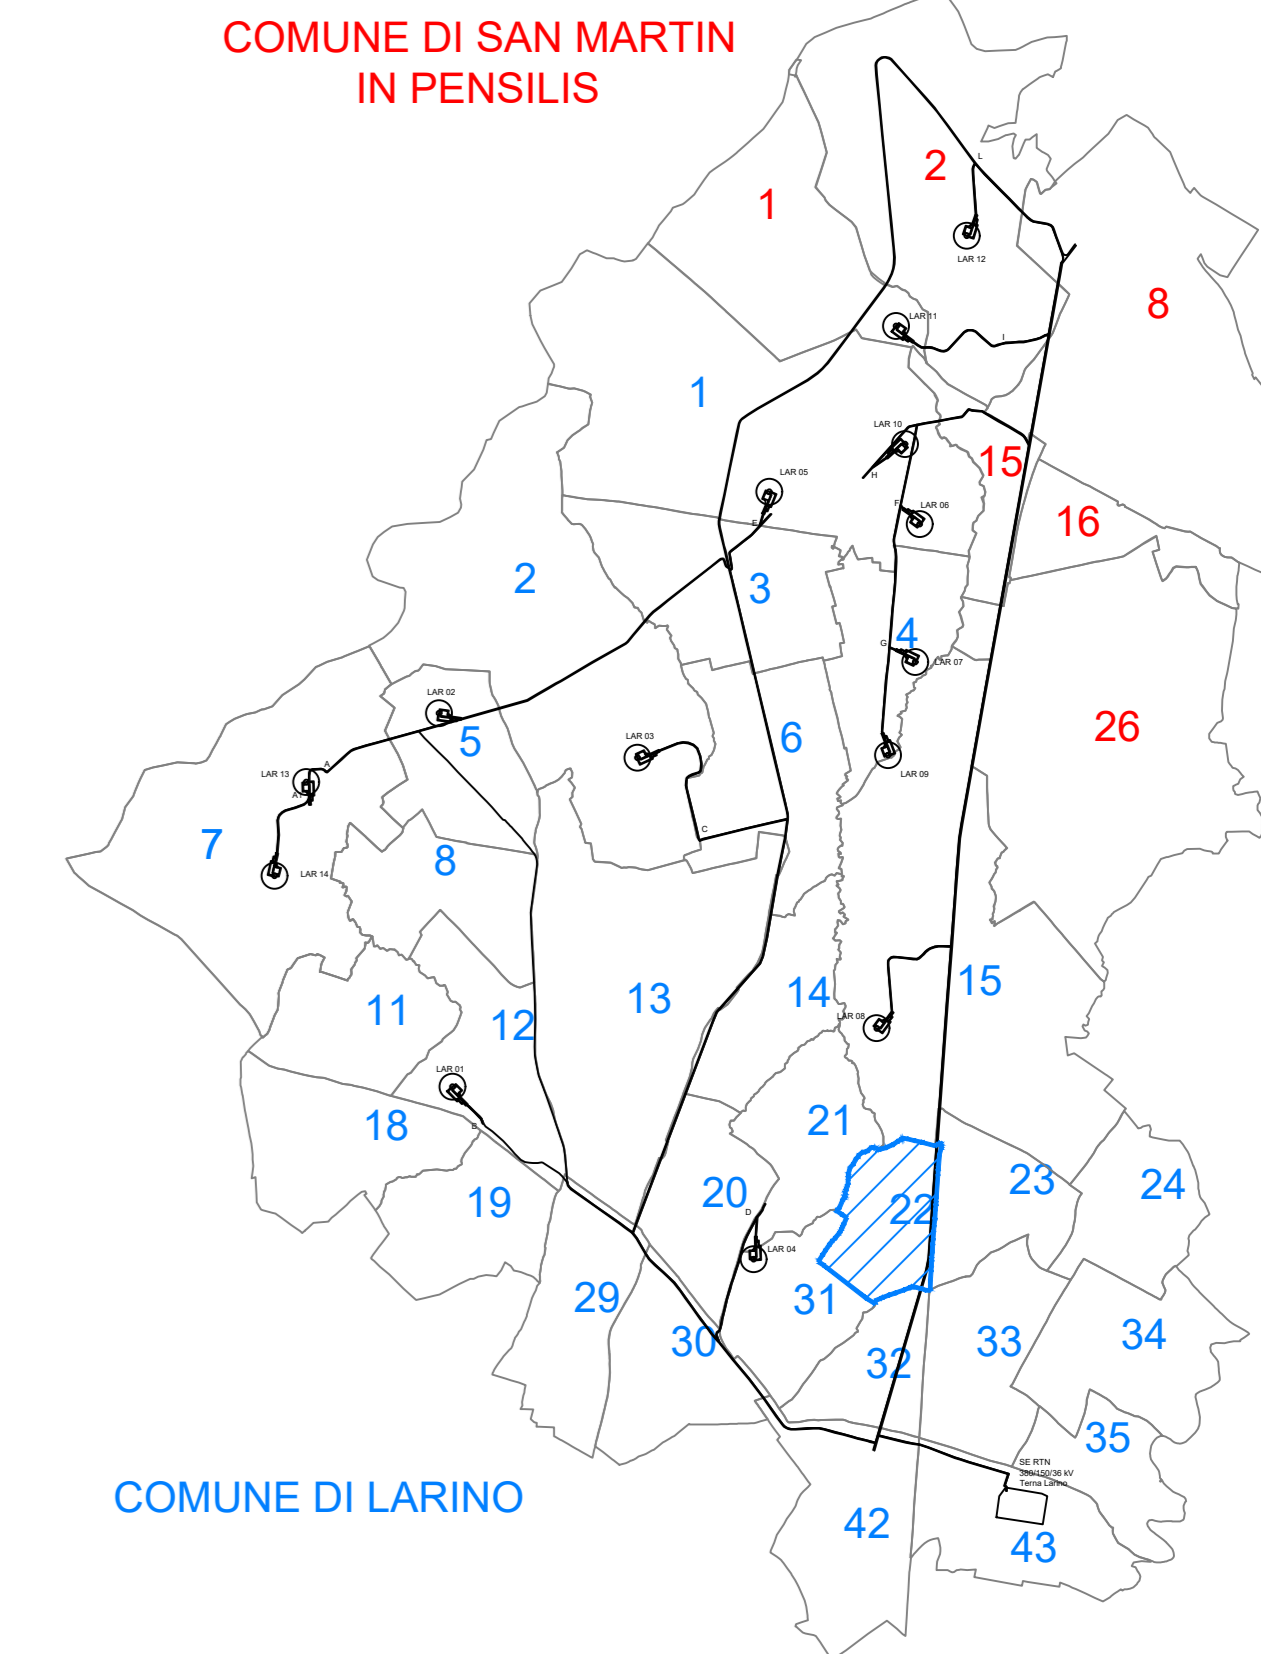 COMUNE DI SAN MARTIN
IN PENSILIS
L
2
1
LAR 12
8
LAR 11
I
1
LAR 10
15
LAR 05
H
F
LAR 06
16
E
2
3
4
G
LAR 07
LAR 02
26
5
LAR 03
6
A
LAR 13
A1
LAR 09
C
7
8
LAR 14
15
14
13
11
12
LAR 08
LAR 01
21
18
B
23
24
20
19
22
D
LAR 04
29
31
34
33
30
32
35
SE RTN
380/150/36 kV
Terna Larino
COMUNE DI LARINO
42
43